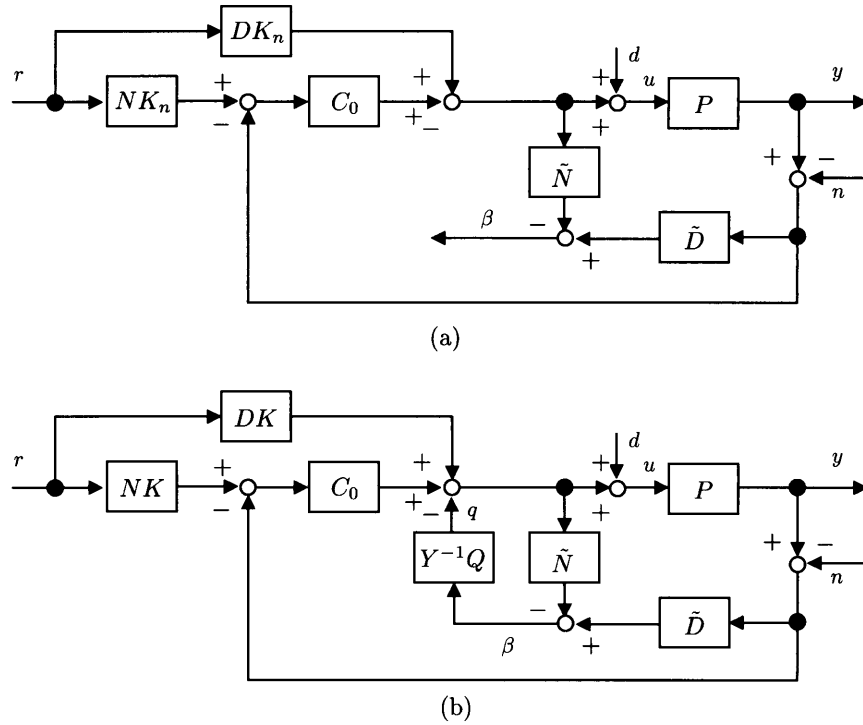 DK_n
r
NK_n
+
−
C_0
+
+
−
+
+
d
u
P
y
+
−
n
Ñ
−
β
+
D̃
(a)
DK
r
NK
+
−
C_0
+
+
−
q
Y^{-1}Q
+
+
d
u
P
y
+
−
n
Ñ
−
β
+
D̃
(b)